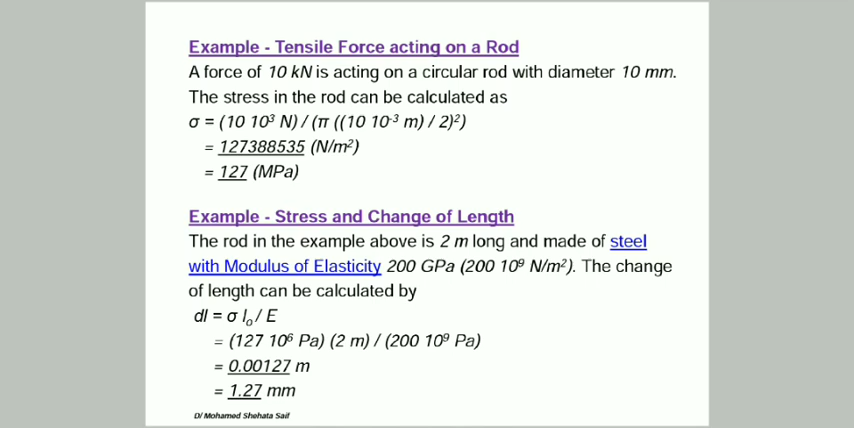 Example - Tensile Force acting on a Rod
A force of 10 kN is acting on a circular rod with diameter 10 mm.
The stress in the rod can be calculated as
σ = (10 10³ N) / (π ((10 10⁻³ m) / 2)²)
= 127388535 (N/m²)
= 127 (MPa)
Example - Stress and Change of Length
The rod in the example above is 2 m long and made of steel
with Modulus of Elasticity 200 GPa (200 10⁹ N/m²). The change
of length can be calculated by
dl = σ lₒ / E
= (127 10⁶ Pa) (2 m) / (200 10⁹ Pa)
= 0.00127 m
= 1.27 mm
D/ Mohamed Shehata Saif